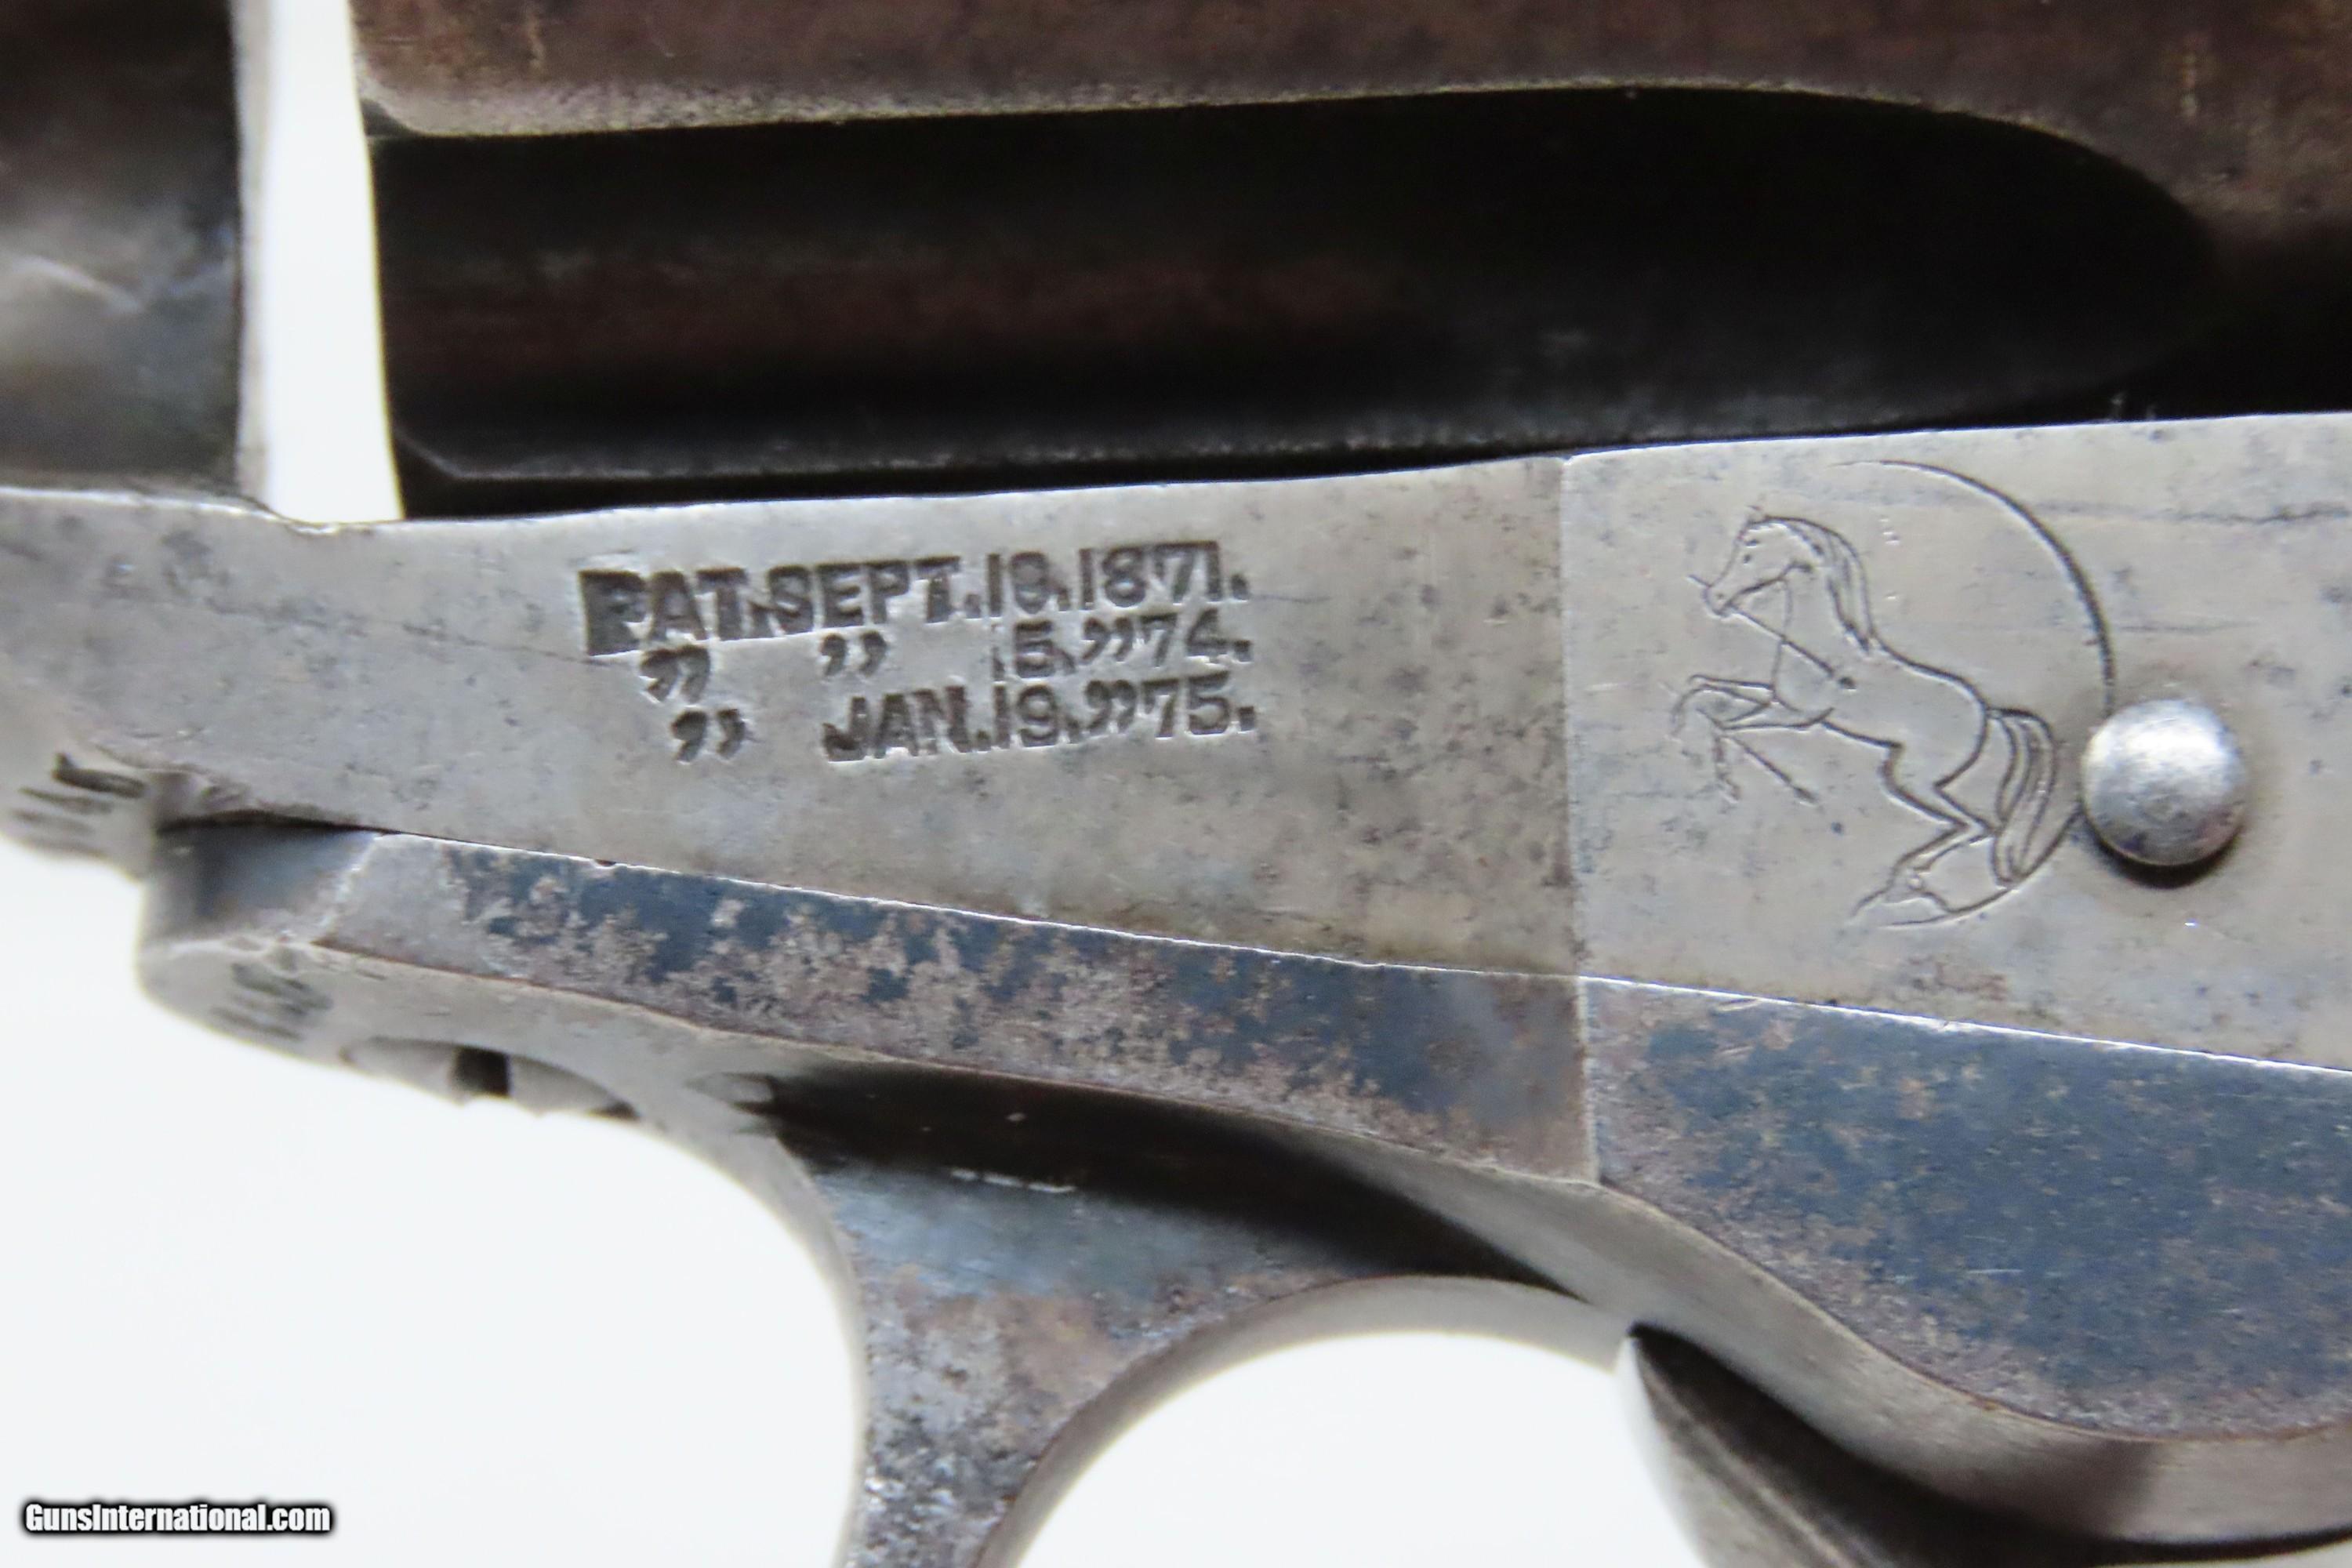 PAT. SEPT. 19. 1871.
" " 15. " 74.
" JAN. 19. " 75.
GunsInternational.com